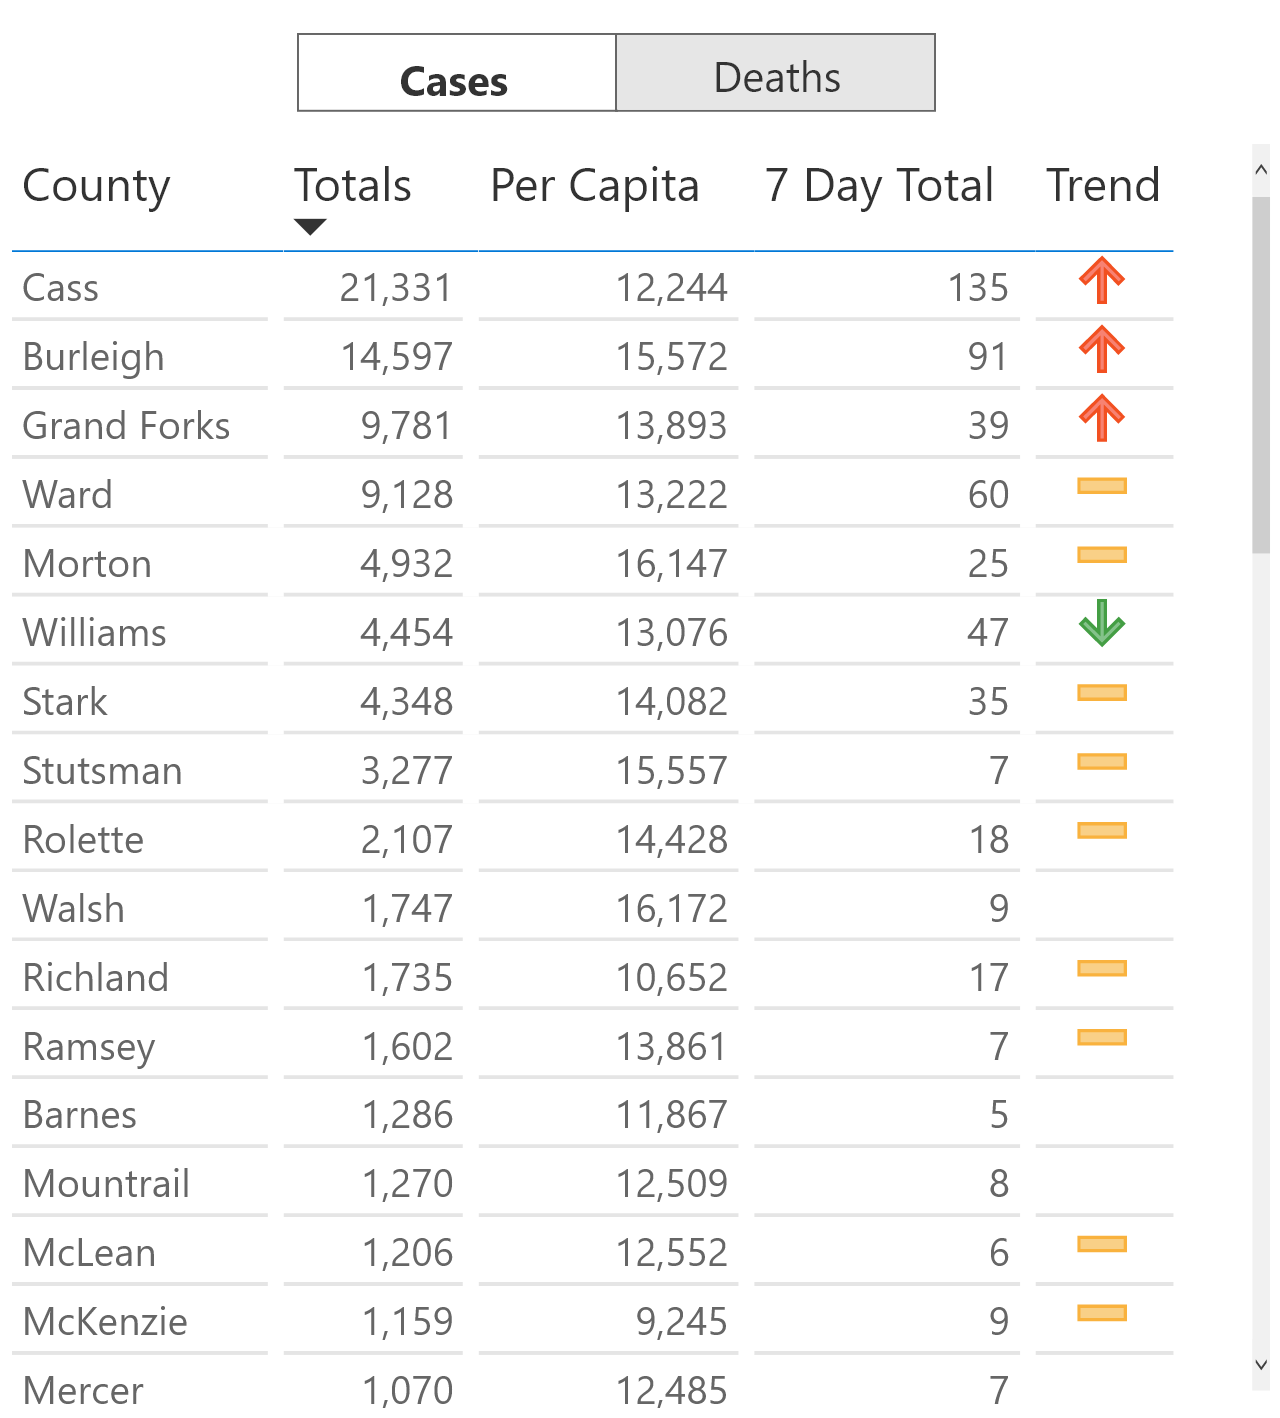 Cases Deaths
County Totals Per Capita 7 Day Total Trend
Cass 21,331 12,244 135
Burleigh 14,597 15,572 91
Grand Forks 9,781 13,893 39
Ward 9,128 13,222 60
Morton 4,932 16,147 25
Williams 4,454 13,076 47
Stark 4,348 14,082 35
Stutsman 3,277 15,557 7
Rolette 2,107 14,428 18
Walsh 1,747 16,172 9
Richland 1,735 10,652 17
Ramsey 1,602 13,861 7
Barnes 1,286 11,867 5
Mountrail 1,270 12,509 8
McLean 1,206 12,552 6
McKenzie 1,159 9,245 9
Mercer 1,070 12,485 7